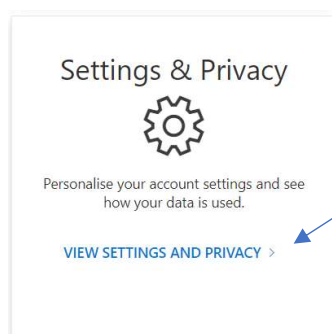 Settings & Privacy
Personalise your account settings and see
how your data is used.
VIEW SETTINGS AND PRIVACY >